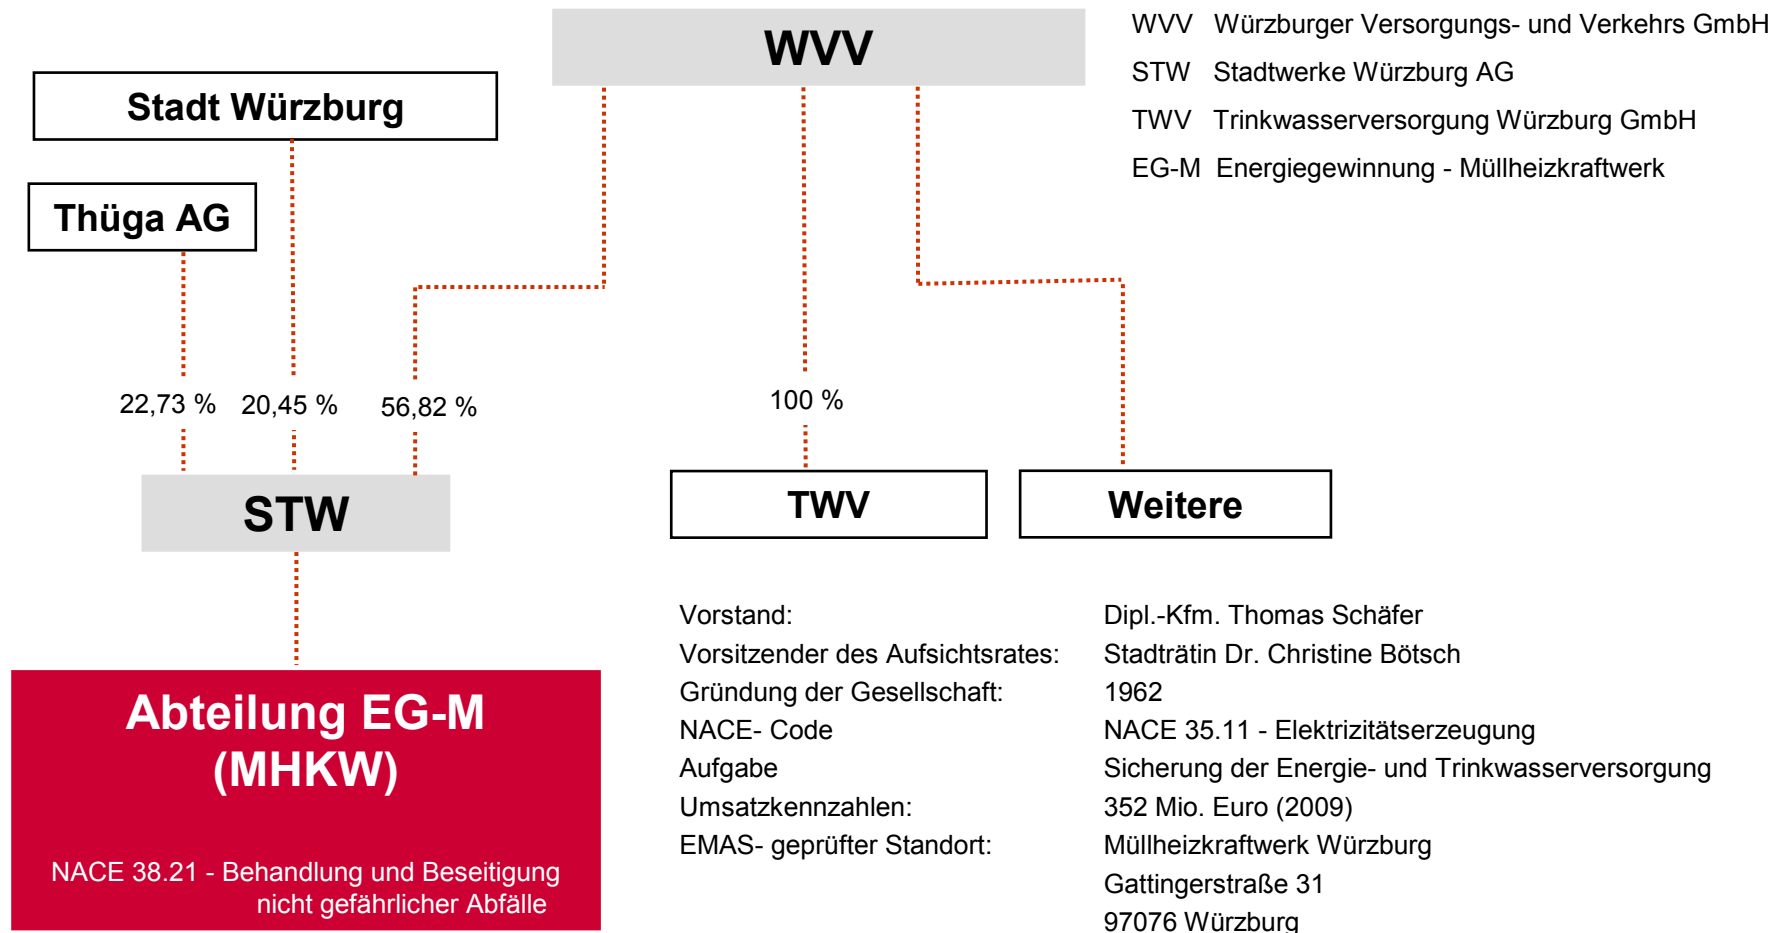 WVV
WVV Würzburger Versorgungs- und Verkehrs GmbH
STW Stadtwerke Würzburg AG
TWV Trinkwasserversorgung Würzburg GmbH
EG-M Energiegewinnung - Müllheizkraftwerk
Stadt Würzburg
Thüga AG
22,73 % 20,45 % 56,82 % 100 %
STW
TWV
Weitere
Abteilung EG-M
(MHKW)
NACE 38.21 - Behandlung und Beseitigung
nicht gefährlicher Abfälle
Vorstand: Dipl.-Kfm. Thomas Schäfer
Vorsitzender des Aufsichtsrates: Stadträtin Dr. Christine Bötsch
Gründung der Gesellschaft: 1962
NACE- Code NACE 35.11 - Elektrizitätserzeugung
Aufgabe Sicherung der Energie- und Trinkwasserversorgung
Umsatzkennzahlen: 352 Mio. Euro (2009)
EMAS- geprüfter Standort: Müllheizkraftwerk Würzburg
Gattingerstraße 31
97076 Würzburg